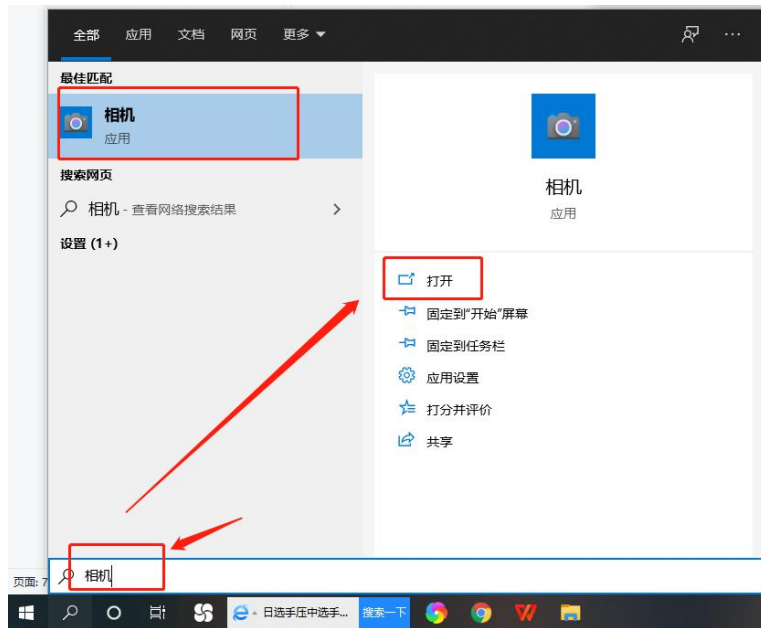 全部 应用 文档 网页 更多
最佳匹配
相机
应用
搜索网页
相机 - 查看网络搜索结果
设置 (1+)
相机
应用
打开
固定到"开始"屏幕
固定到任务栏
应用设置
打分并评价
共享
相机
页面: 7
日选手压中选手... 搜索一下